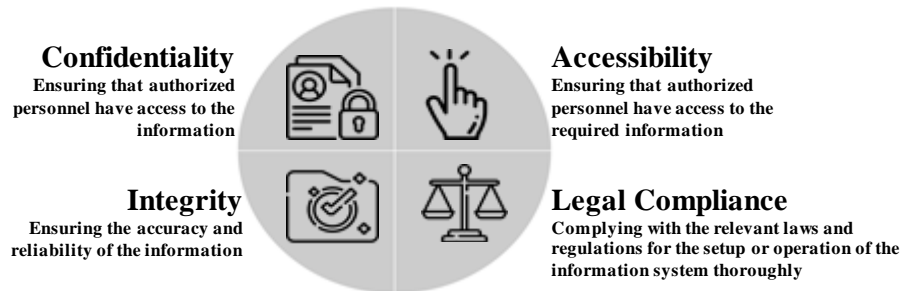 Confidentiality
Ensuring that authorized
personnel have access to the
information
Accessibility
Ensuring that authorized
personnel have access to the
required information
Integrity
Ensuring the accuracy and
reliability of the information
Legal Compliance
Complying with the relevant laws and
regulations for the setup or operation of the
information system thoroughly